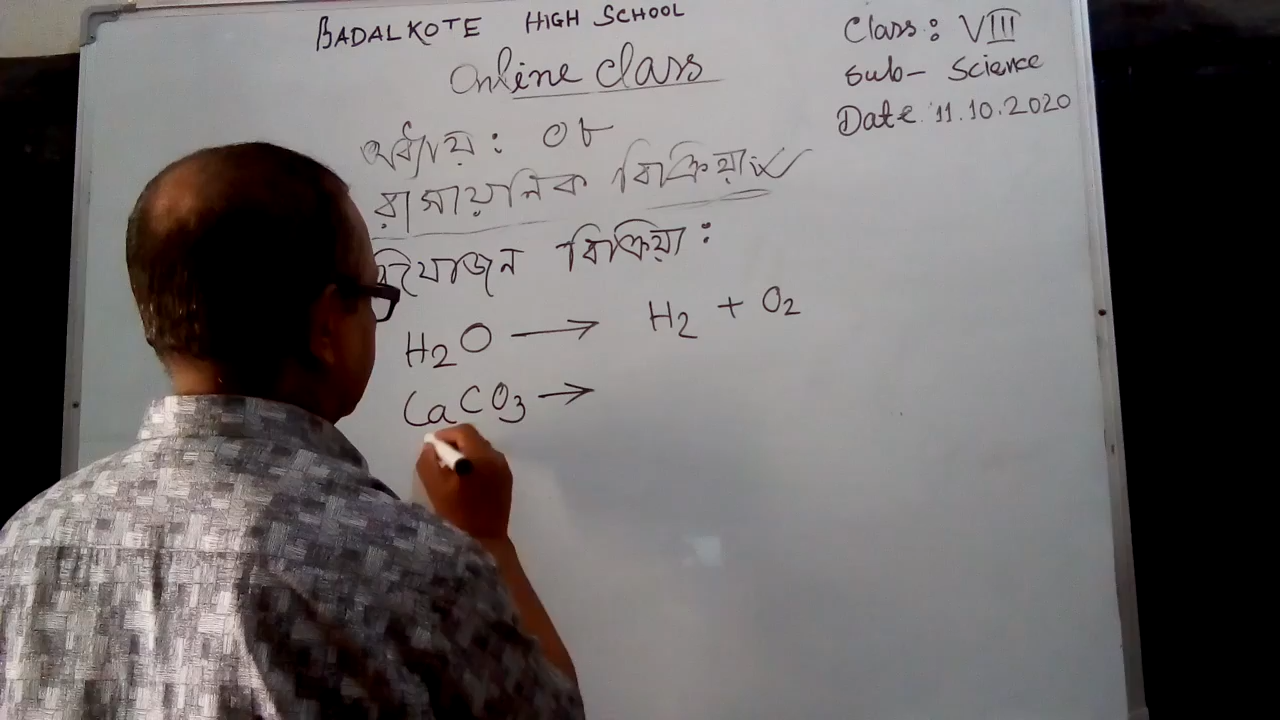 BADALKOTE HIGH SCHOOL
Online class
Class: VIII
Sub- Science
Date. 11.10.2020
অধ্যায়: ০৮
রাসায়নিক বিক্রিয়া
বিযোজন বিক্রিয়া:
H₂O ⟶ H₂ + O₂
CaCO₃ →